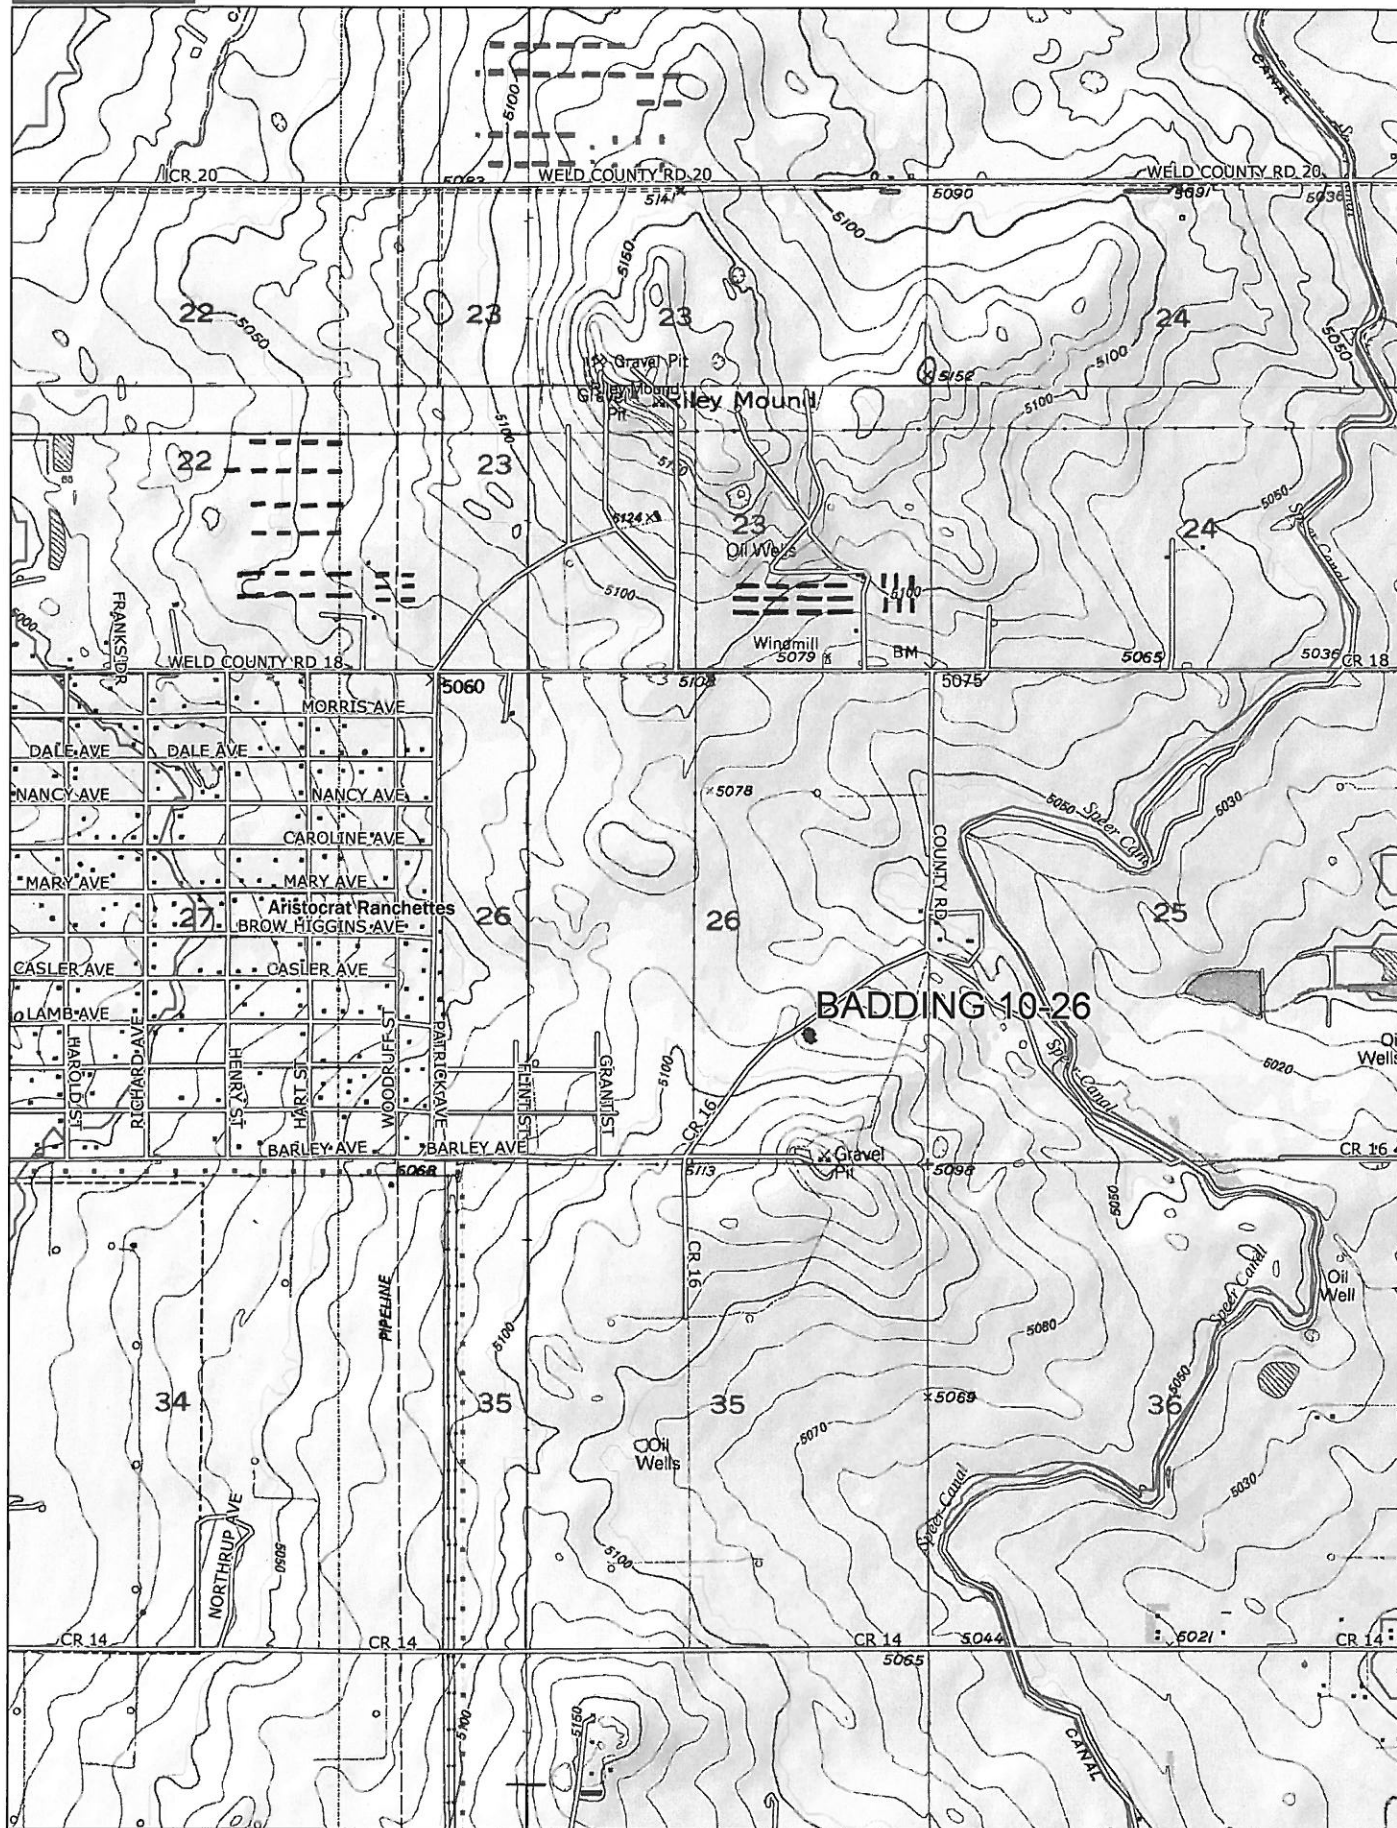 CANAL
5100
CR 20
WELD COUNTY RD 20
WELD COUNTY RD 20
5083
5141
5090
5091
5036
5100
5150
22
23
23
24
5050
5050
Gravel Pit
5100
5152
Riley Mound
Gravel
Pit
Riley Mound
5100
5100
22
23
5050
5124
23
24
Oil Wells
Speer Canal
5100
5100
FRANKS DR
5000
Windmill
5079
BM
WELD COUNTY RD 18
5065
5036
CR 18
5060
5108
5075
MORRIS AVE
DALE AVE
DALE AVE
NANCY AVE
NANCY AVE
5078
5050
Speer Canal
5030
CAROLINE AVE
COUNTY RD
MARY AVE
MARY AVE
Aristocrat Ranchettes
27
26
26
25
BROW HIGGINS AVE
CASLER AVE
CASLER AVE
BADDING 10-26
LAMB AVE
HAROLD ST
RICHARD AVE
HENRY ST
HART ST
WOODRUFF ST
PATRICK AVE
FLINT ST
GRANT ST
5100
Speer Canal
Oil
Wells
5020
CR 16
BARLEY AVE
BARLEY AVE
Gravel
Pit
CR 16
5068
5113
5098
5050
CR 16
PIPELINE
Speer Canal
Oil
Well
5100
5080
5050
34
35
35
5069
36
5070
Oil
Wells
Speer Canal
5030
NORTHRUP AVE
5050
5100
CR 14
CR 14
CR 14
5044
5021
CR 14
5065
5100
5150
CANAL